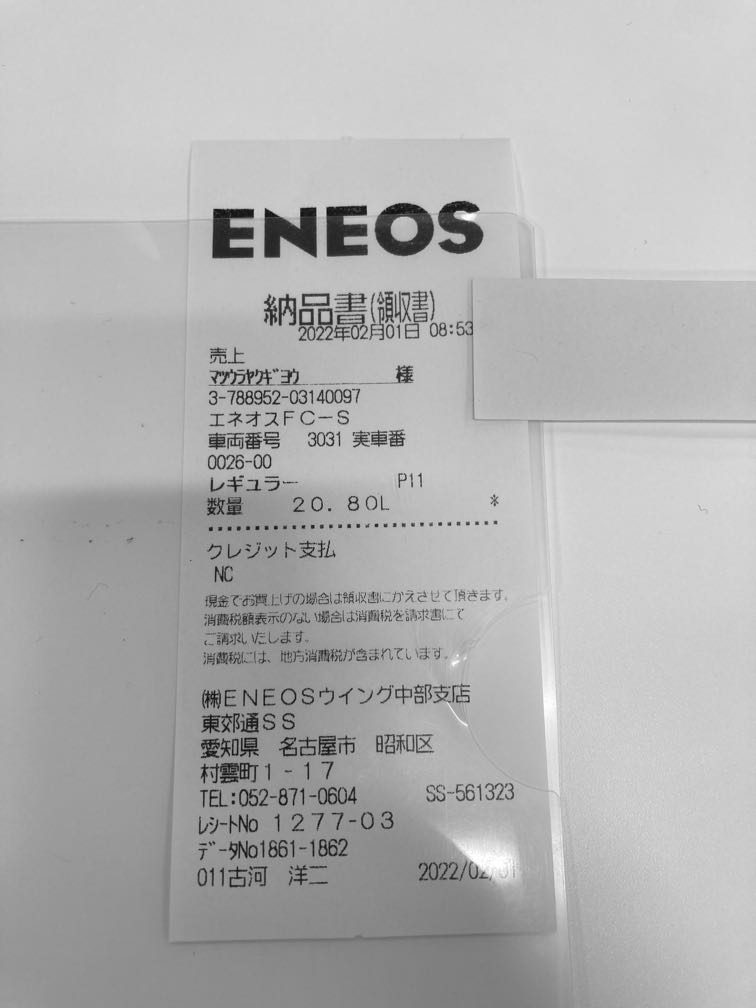 ENEOS
納品書(領収書)
2022年02月01日 08:53
売上
ﾏﾂｳﾗﾔｸｷﾞﾖｳ 様
3-788952-03140097
エネオスFC-S
車両番号 3031 実車番
0026-00
レギュラー P11
数量 20.80L *
クレジット支払
NC
現金でお買上げの場合は領収書にかえさせて頂きます。
消費税額表示のない場合は消費税を請求書にて
ご請求いたします。
消費税には、地方消費税が含まれています。
(株)ENEOSウイング中部支店
東郊通SS
愛知県 名古屋市 昭和区
村雲町1-17
TEL:052-871-0604 SS-561323
ﾚｼｰﾄNo 1277-03
ﾃﾞｰﾀNo1861-1862
011古河 洋二 2022/02/01